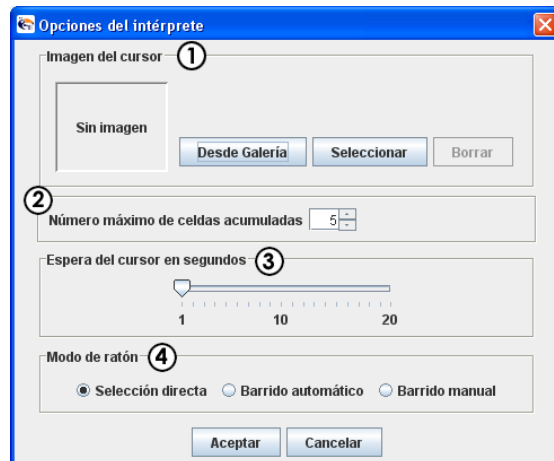 Opciones del intérprete
Imagen del cursor 1
Sin imagen
Desde Galería Seleccionar Borrar
2
Número máximo de celdas acumuladas 5
Espera del cursor en segundos 3
1 10 20
Modo de ratón 4
Selección directa Barrido automático Barrido manual
Aceptar Cancelar